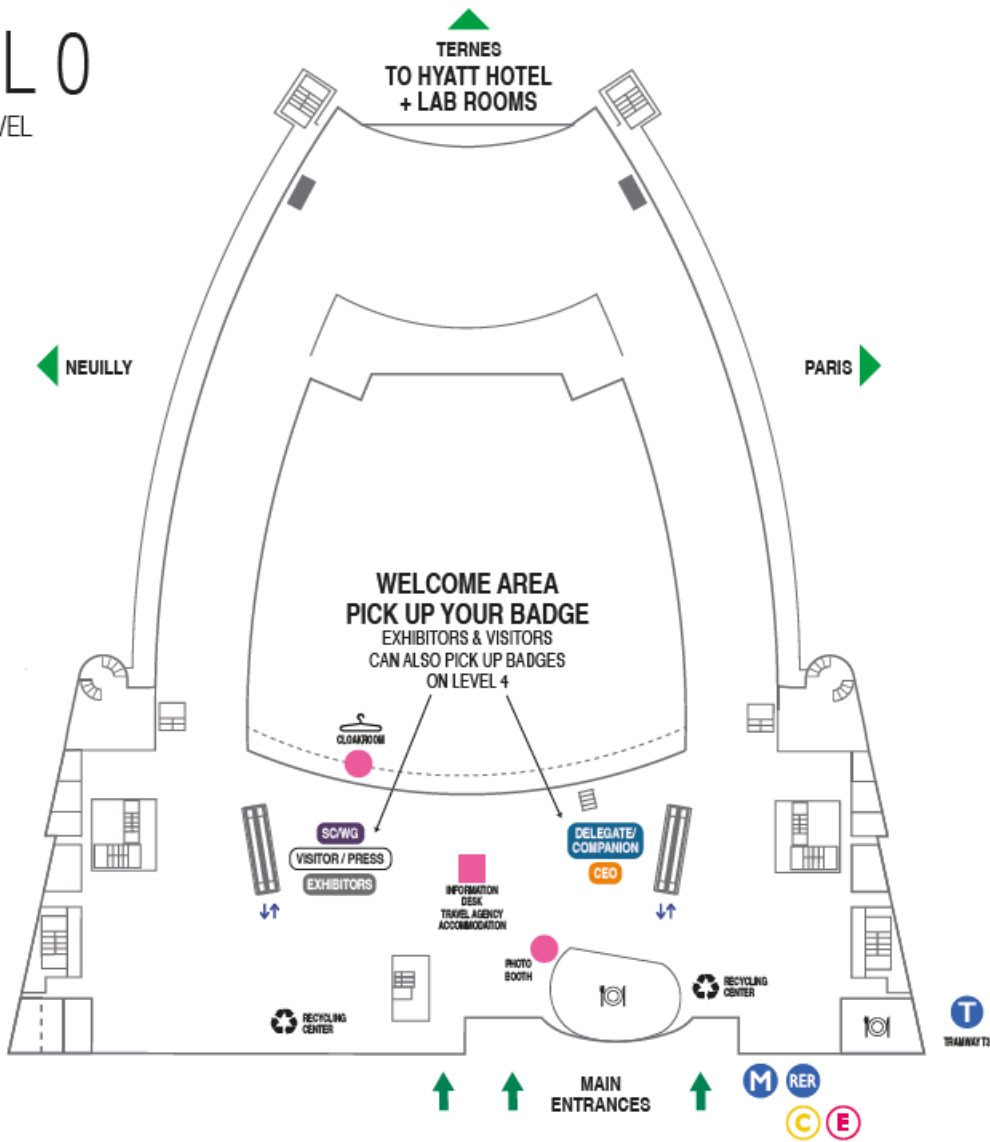 L 0
VEL
TERNES
TO HYATT HOTEL
+ LAB ROOMS
NEUILLY
PARIS
WELCOME AREA
PICK UP YOUR BADGE
EXHIBITORS & VISITORS
CAN ALSO PICK UP BADGES
ON LEVEL 4
CLOAKROOM
SC/WG
VISITOR / PRESS
EXHIBITORS
DELEGATE/
COMPANION
CEO
INFORMATION
DESK
TRAVEL AGENCY
ACCOMMODATION
PHOTO
BOOTH
RECYCLING
CENTER
RECYCLING
CENTER
T
TRAMWAY T3
MAIN
ENTRANCES
M
RER
C
E